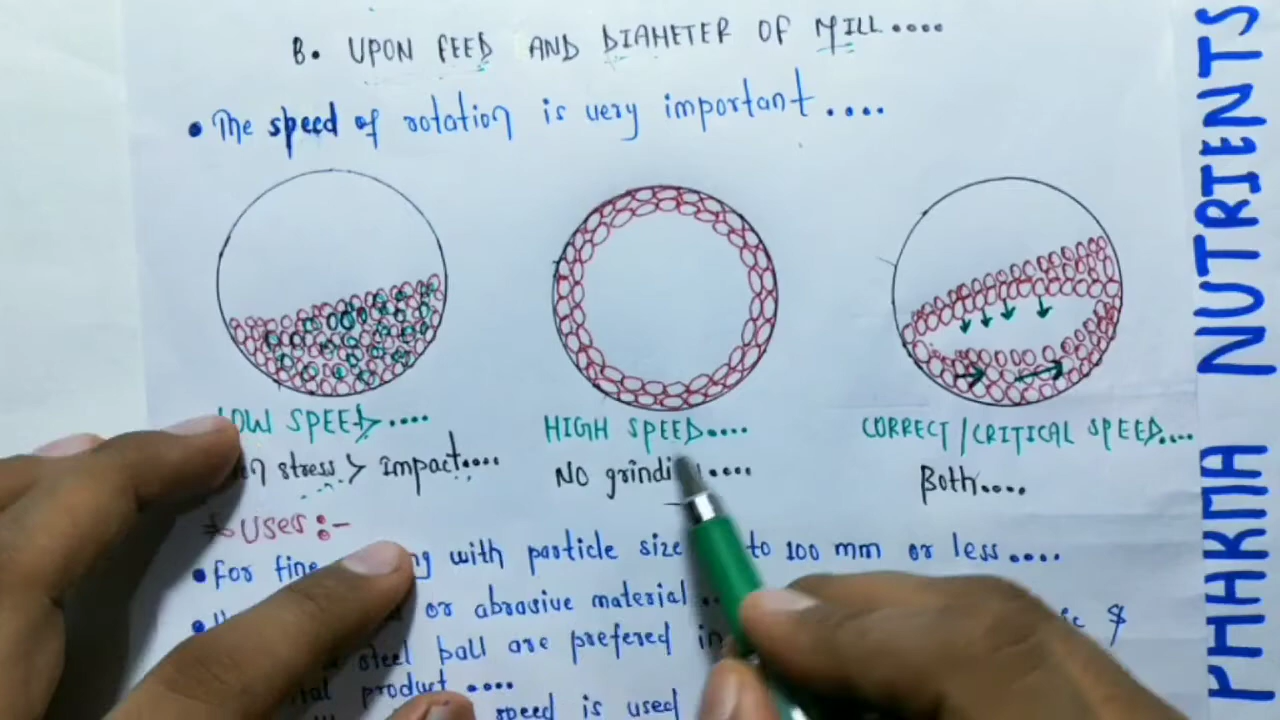 B. UPON FEED AND DIAMETER OF MILL....
• The speed of rotation is very important....
LOW SPEED.... HIGH SPEED.... CORRECT/CRITICAL SPEED....
stress > impact.... No .... Both....
* Uses :-
• for fine with particle size to 100 mm or less....
• or abrasive material .. $
steel ball are prefered in
product....
speed is used
PHARMA NUTRIENTS